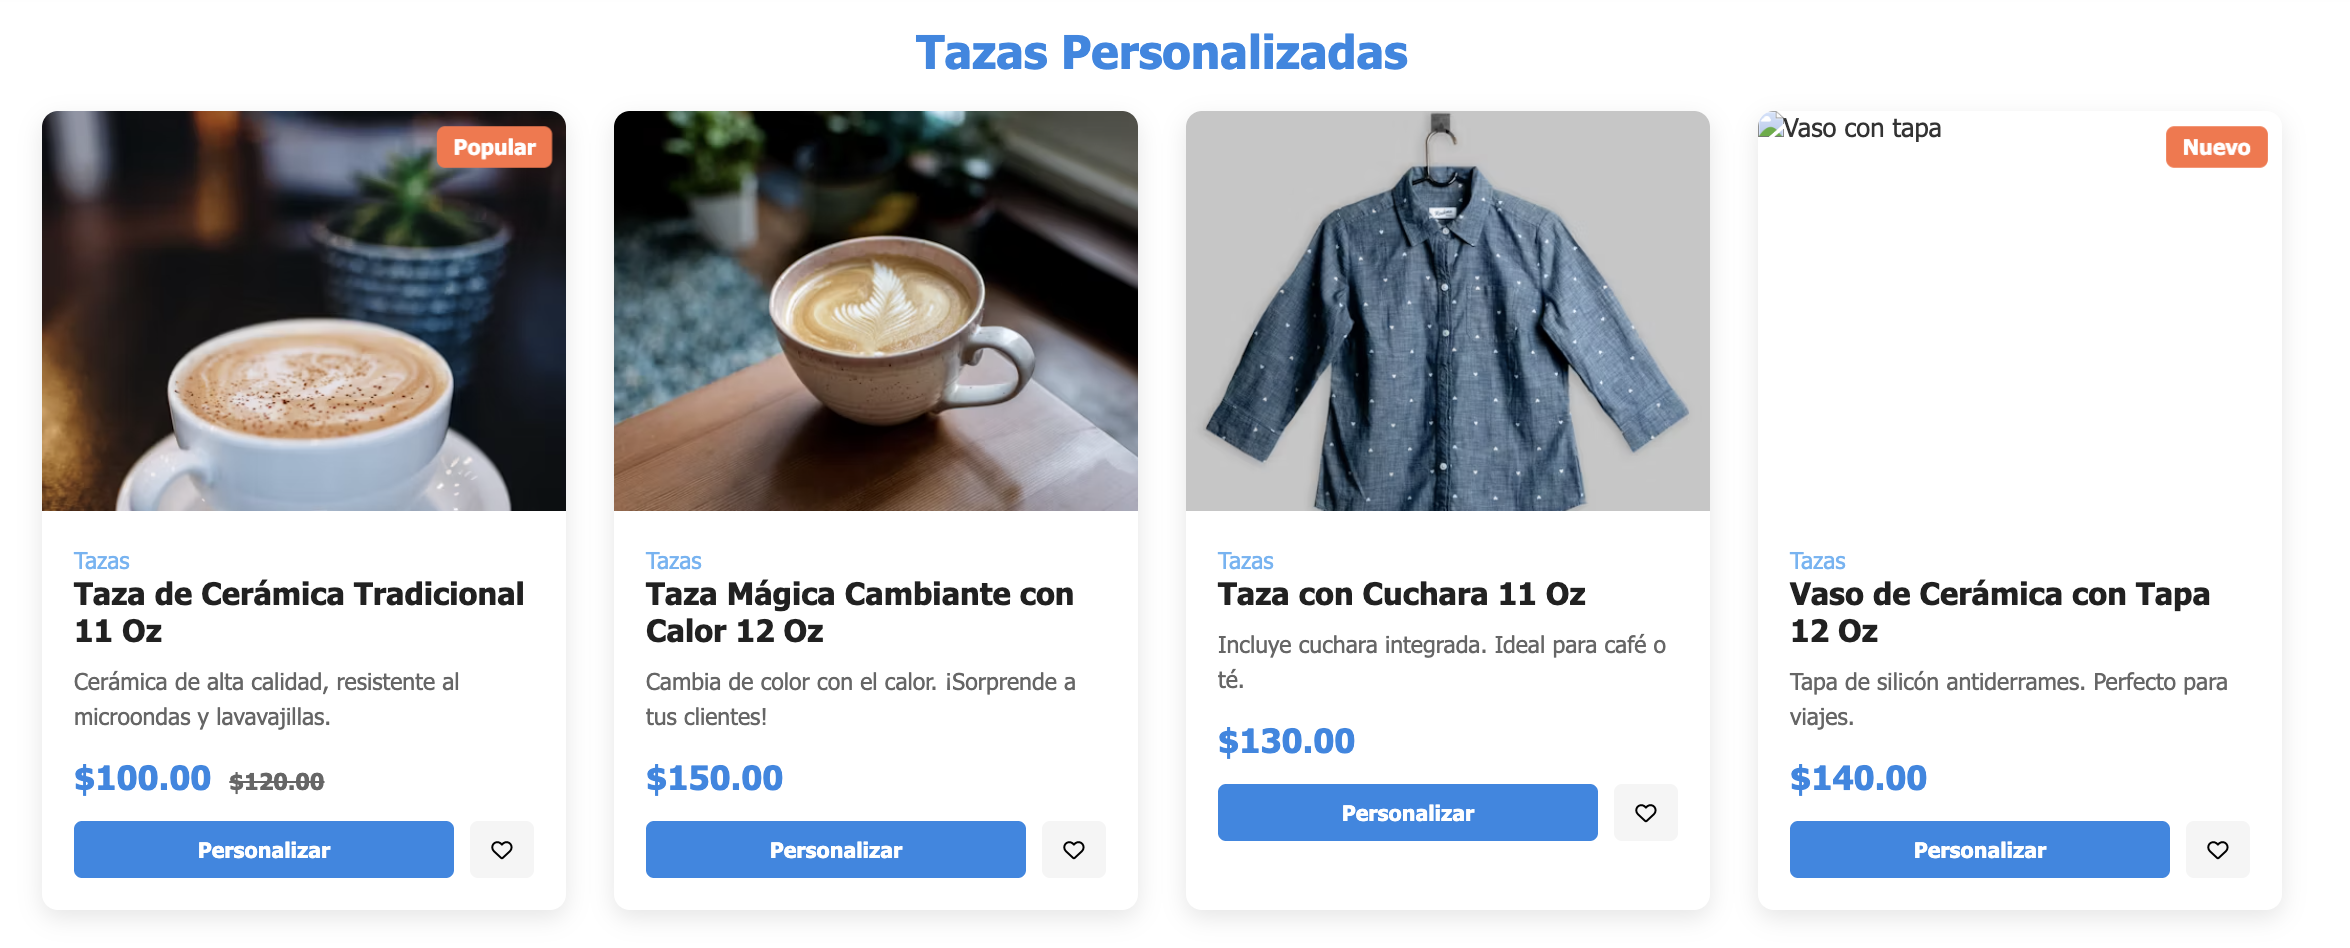 Tazas Personalizadas
Popular
Tazas
Taza de Cerámica Tradicional
11 Oz
Cerámica de alta calidad, resistente al
microondas y lavavajillas.
$100.00 $120.00
Personalizar
Tazas
Taza Mágica Cambiante con
Calor 12 Oz
Cambia de color con el calor. ¡Sorprende a
tus clientes!
$150.00
Personalizar
Tazas
Taza con Cuchara 11 Oz
Incluye cuchara integrada. Ideal para café o
té.
$130.00
Personalizar
Vaso con tapa
Nuevo
Tazas
Vaso de Cerámica con Tapa
12 Oz
Tapa de silicón antiderrames. Perfecto para
viajes.
$140.00
Personalizar